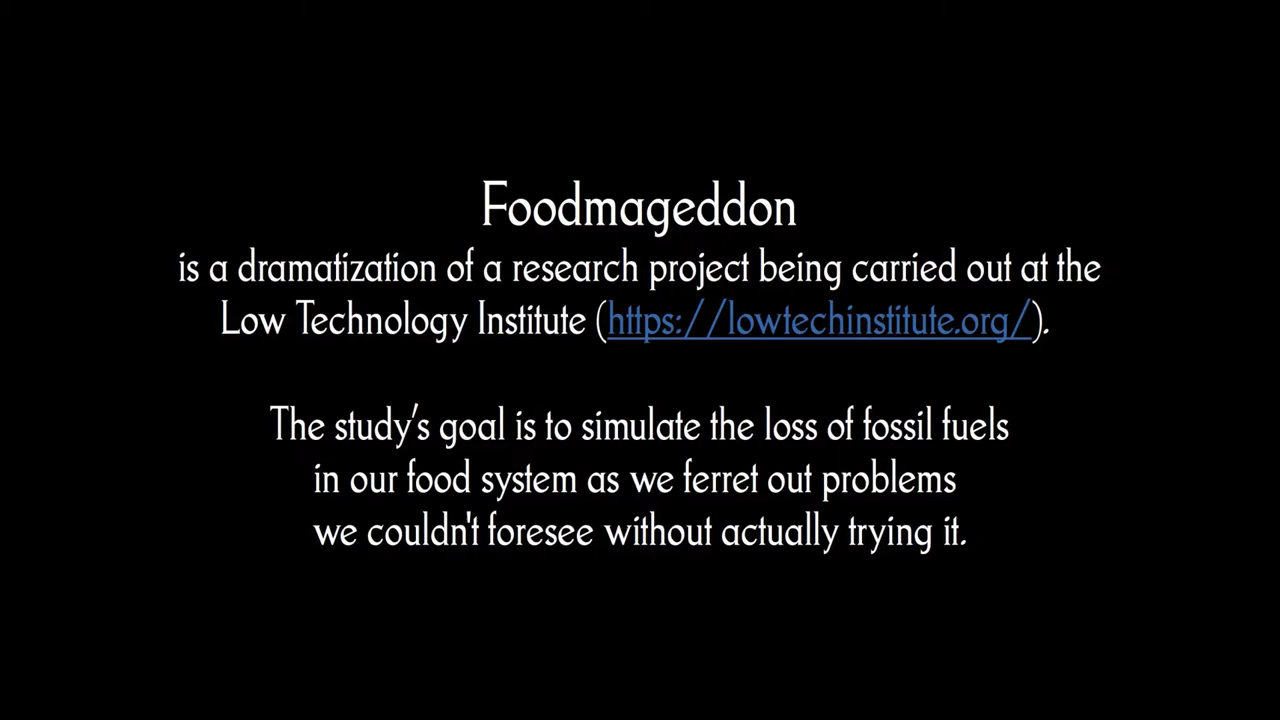 Foodmageddon
is a dramatization of a research project being carried out at the
Low Technology Institute (https://lowtechinstitute.org/).
The study's goal is to simulate the loss of fossil fuels
in our food system as we ferret out problems
we couldn't foresee without actually trying it.